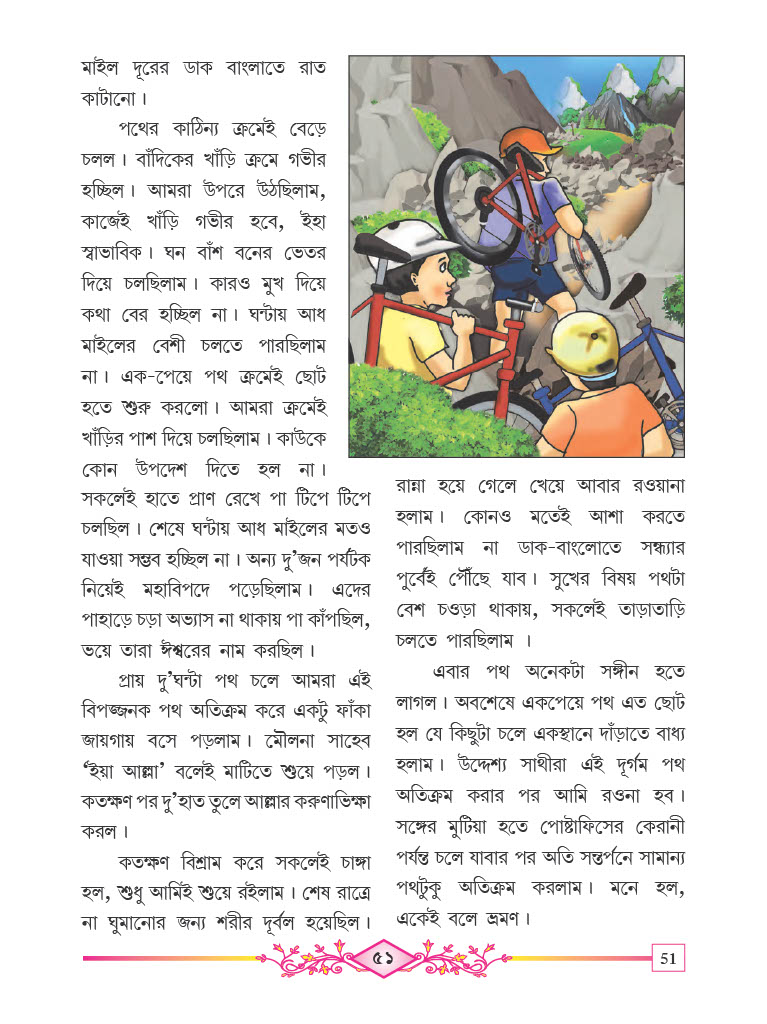 মাইল দূরের ডাক বাংলাতে রাত
কাটানো।
পথের কাঠিন্য ক্রমেই বেড়ে
চলল। বাঁদিকের খাঁড়ি ক্রমে গভীর
হচ্ছিল। আমরা উপরে উঠছিলাম,
কাজেই খাঁড়ি গভীর হবে, ইহা
স্বাভাবিক। ঘন বাঁশ বনের ভেতর
দিয়ে চলছিলাম। কারও মুখ দিয়ে
কথা বের হচ্ছিল না। ঘন্টায় আধ
মাইলের বেশী চলতে পারছিলাম
না। এক-পেয়ে পথ ক্রমেই ছোট
হতে শুরু করলো। আমরা ক্রমেই
খাঁড়ির পাশ দিয়ে চলছিলাম। কাউকে
কোন উপদেশ দিতে হল না।
সকলেই হাতে প্রাণ রেখে পা টিপে টিপে
চলছিল। শেষে ঘন্টায় আধ মাইলের মতও
যাওয়া সম্ভব হচ্ছিল না। অন্য দু’জন পর্যটক
নিয়েই মহাবিপদে পড়েছিলাম। এদের
পাহাড়ে চড়া অভ্যাস না থাকায় পা কাঁপছিল,
ভয়ে তারা ঈশ্বরের নাম করছিল।
প্রায় দু’ঘন্টা পথ চলে আমরা এই
বিপজ্জনক পথ অতিক্রম করে একটু ফাঁকা
জায়গায় বসে পড়লাম। মৌলনা সাহেব
‘ইয়া আল্লা’ বলেই মাটিতে শুয়ে পড়ল।
কতক্ষণ পর দু’হাত তুলে আল্লার করুণাভিক্ষা
করল।
কতক্ষণ বিশ্রাম করে সকলেই চাঙ্গা
হল, শুধু আমিই শুয়ে রইলাম। শেষ রাত্রে
না ঘুমানোর জন্য শরীর দূর্বল হয়েছিল।
রান্না হয়ে গেলে খেয়ে আবার রওয়ানা
হলাম। কোনও মতেই আশা করতে
পারছিলাম না ডাক-বাংলোতে সন্ধ্যার
পুর্বেই পৌঁছে যাব। সুখের বিষয় পথটা
বেশ চওড়া থাকায়, সকলেই তাড়াতাড়ি
চলতে পারছিলাম ।
এবার পথ অনেকটা সঙ্গীন হতে
লাগল। অবশেষে একপেয়ে পথ এত ছোট
হল যে কিছুটা চলে একস্থানে দাঁড়াতে বাধ্য
হলাম। উদ্দেশ্য সাথীরা এই দূর্গম পথ
অতিক্রম করার পর আমি রওনা হব।
সঙ্গের মুটিয়া হতে পোষ্টাফিসের কেরানী
পর্যন্ত চলে যাবার পর অতি সন্তর্পনে সামান্য
পথটুকু অতিক্রম করলাম। মনে হল,
একেই বলে ভ্রমণ।
৫১
51